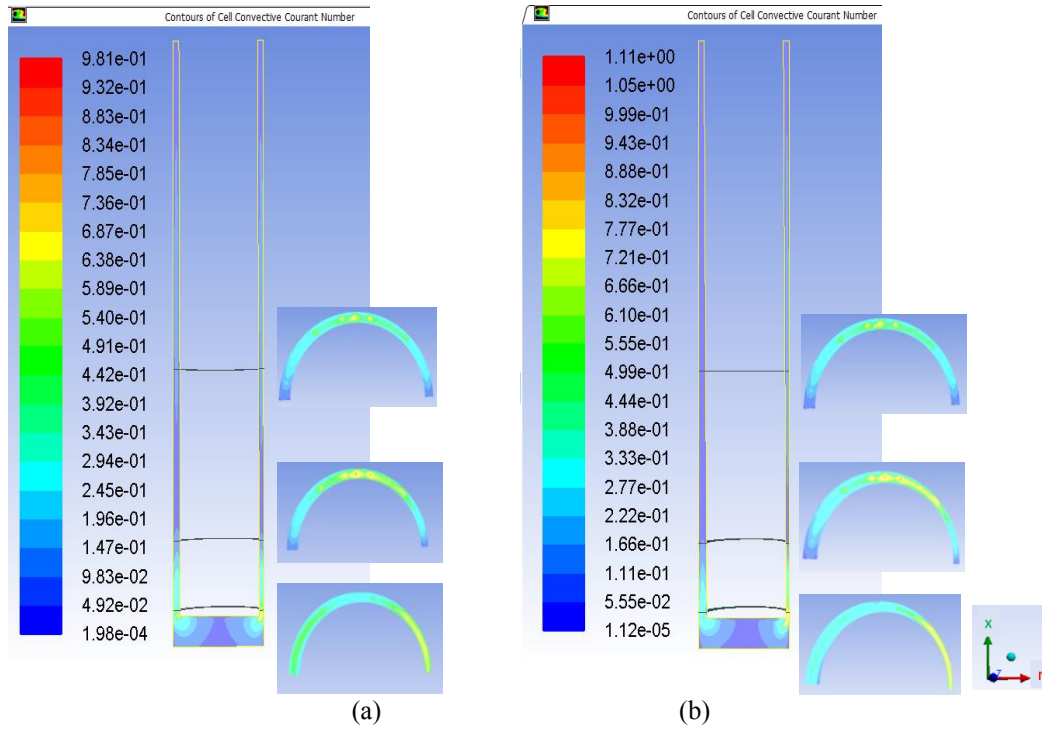 Contours of Cell Convective Courant Number
9.81e-01
9.32e-01
8.83e-01
8.34e-01
7.85e-01
7.36e-01
6.87e-01
6.38e-01
5.89e-01
5.40e-01
4.91e-01
4.42e-01
3.92e-01
3.43e-01
2.94e-01
2.45e-01
1.96e-01
1.47e-01
9.83e-02
4.92e-02
1.98e-04
(a)
Contours of Cell Convective Courant Number
1.11e+00
1.05e+00
9.99e-01
9.43e-01
8.88e-01
8.32e-01
7.77e-01
7.21e-01
6.66e-01
6.10e-01
5.55e-01
4.99e-01
4.44e-01
3.88e-01
3.33e-01
2.77e-01
2.22e-01
1.66e-01
1.11e-01
5.55e-02
1.12e-05
(b)
X
Z
r